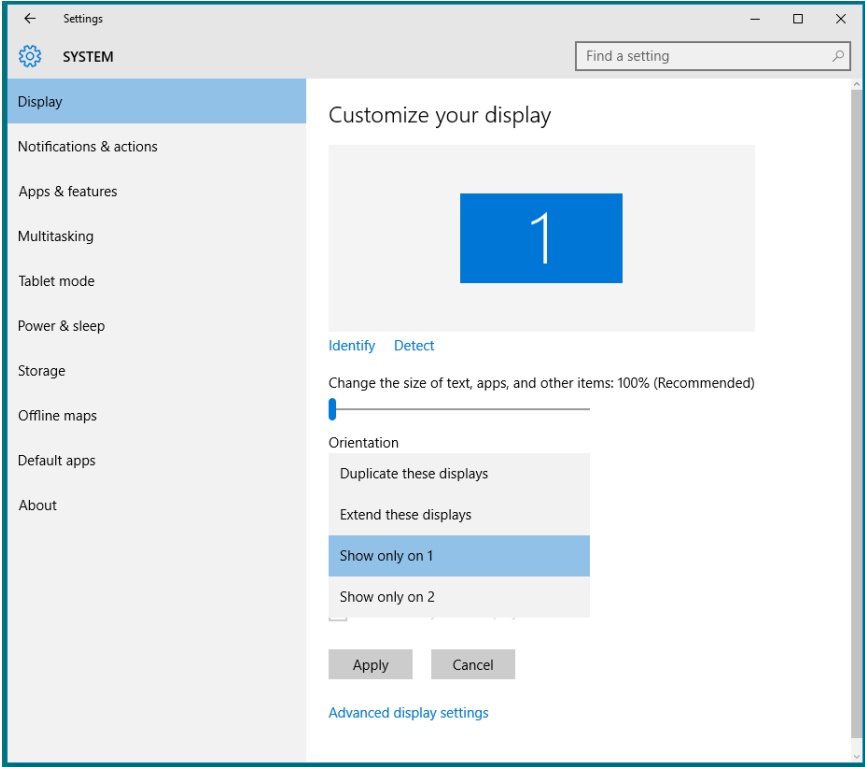 Settings
SYSTEM
Find a setting
Display
Notifications & actions
Apps & features
Multitasking
Tablet mode
Power & sleep
Storage
Offline maps
Default apps
About
Customize your display
1
Identify Detect
Change the size of text, apps, and other items: 100% (Recommended)
Orientation
Duplicate these displays
Extend these displays
Show only on 1
Show only on 2
Apply Cancel
Advanced display settings